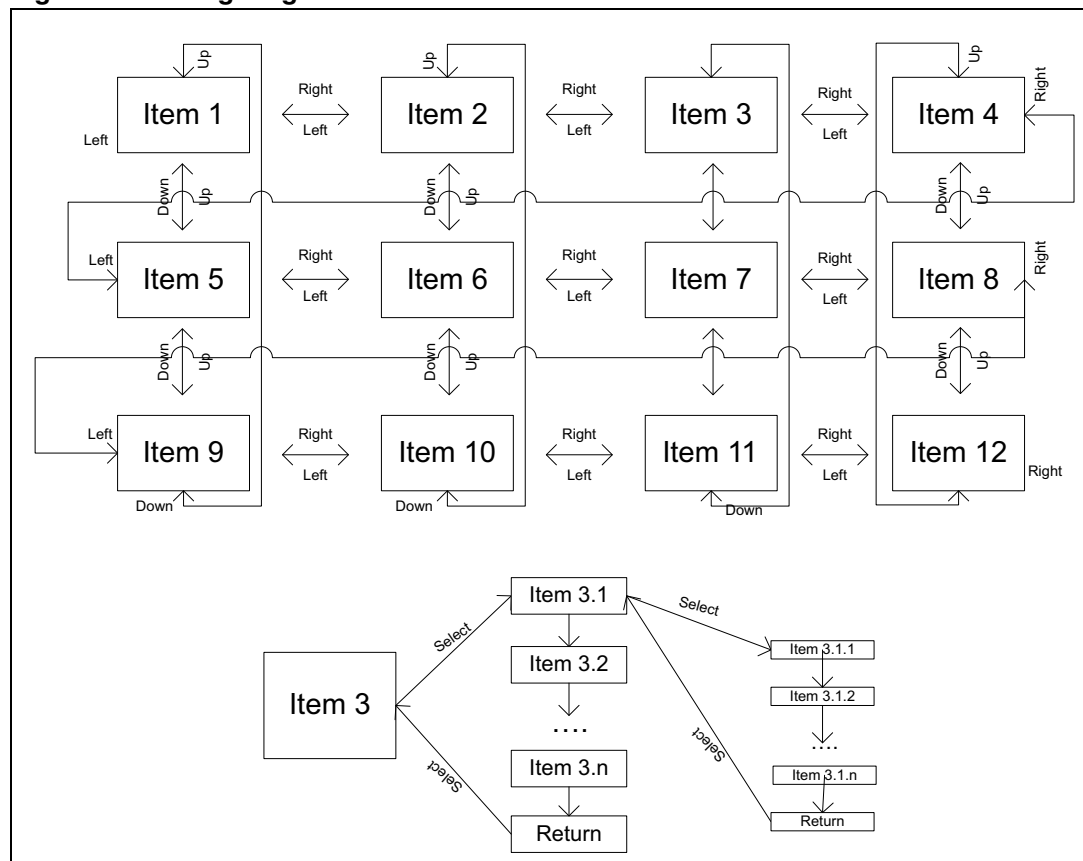 Up Up Up Up
Item 1 Right Item 2 Right Item 3 Right Item 4 Right
Left Left Left Left
Down Up Down Up Down Up
Left Item 5 Right Item 6 Right Item 7 Right Item 8 Right
Left Left Left
Down Up Down Up Down Up
Left Item 9 Right Item 10 Right Item 11 Right Item 12
Left Left Left Right
Down Down Down
Item 3.1
Select Select
Item 3.2 Item 3.1.1
Item 3 Item 3.1.2
.... ....
Select Select
Item 3.n Item 3.1.n
Return Return